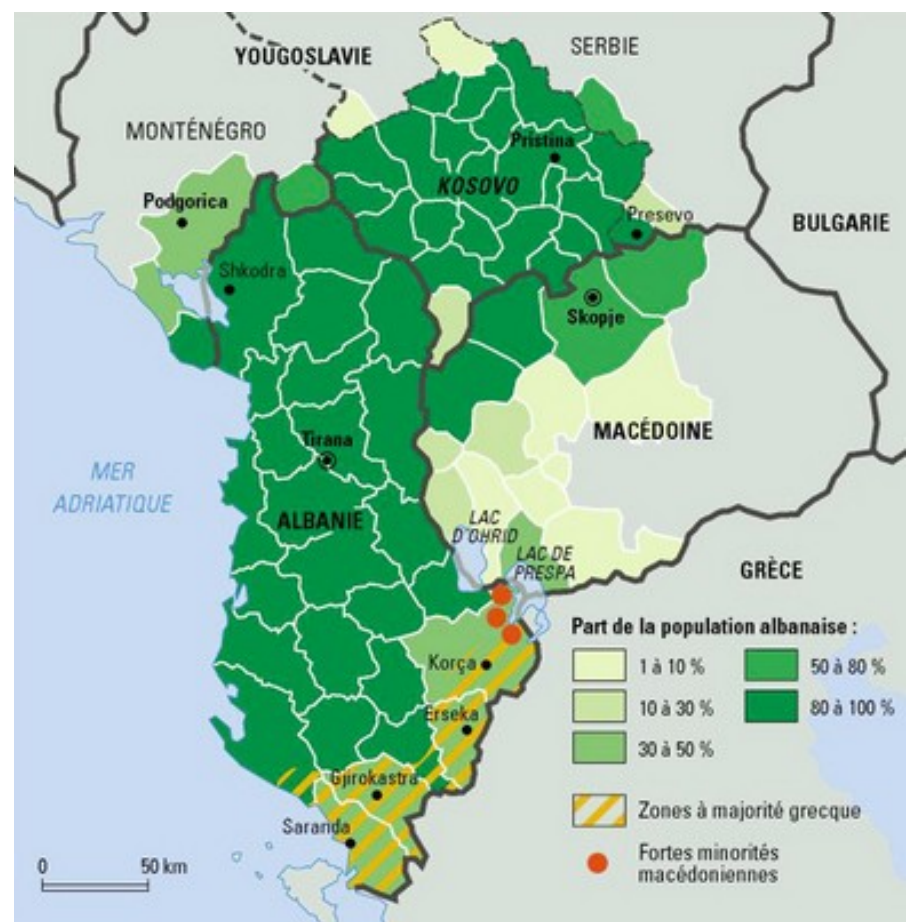 YOUGOSLAVIE
SERBIE
MONTÉNÉGRO
Pristina
KOSOVO
Podgorica
Presevo
BULGARIE
Shkodra
Skopje
MACÉDOINE
Tirana
MER
ADRIATIQUE
ALBANIE
LAC
D'OHRID
LAC DE
PRESPA
GRÈCE
Part de la population albanaise :
1 à 10 %
50 à 80 %
10 à 30 %
80 à 100 %
30 à 50 %
Korça
Erseka
Gjirokastra
Saranda
Zones à majorité grecque
Fortes minorités
macédoniennes
0 50 km